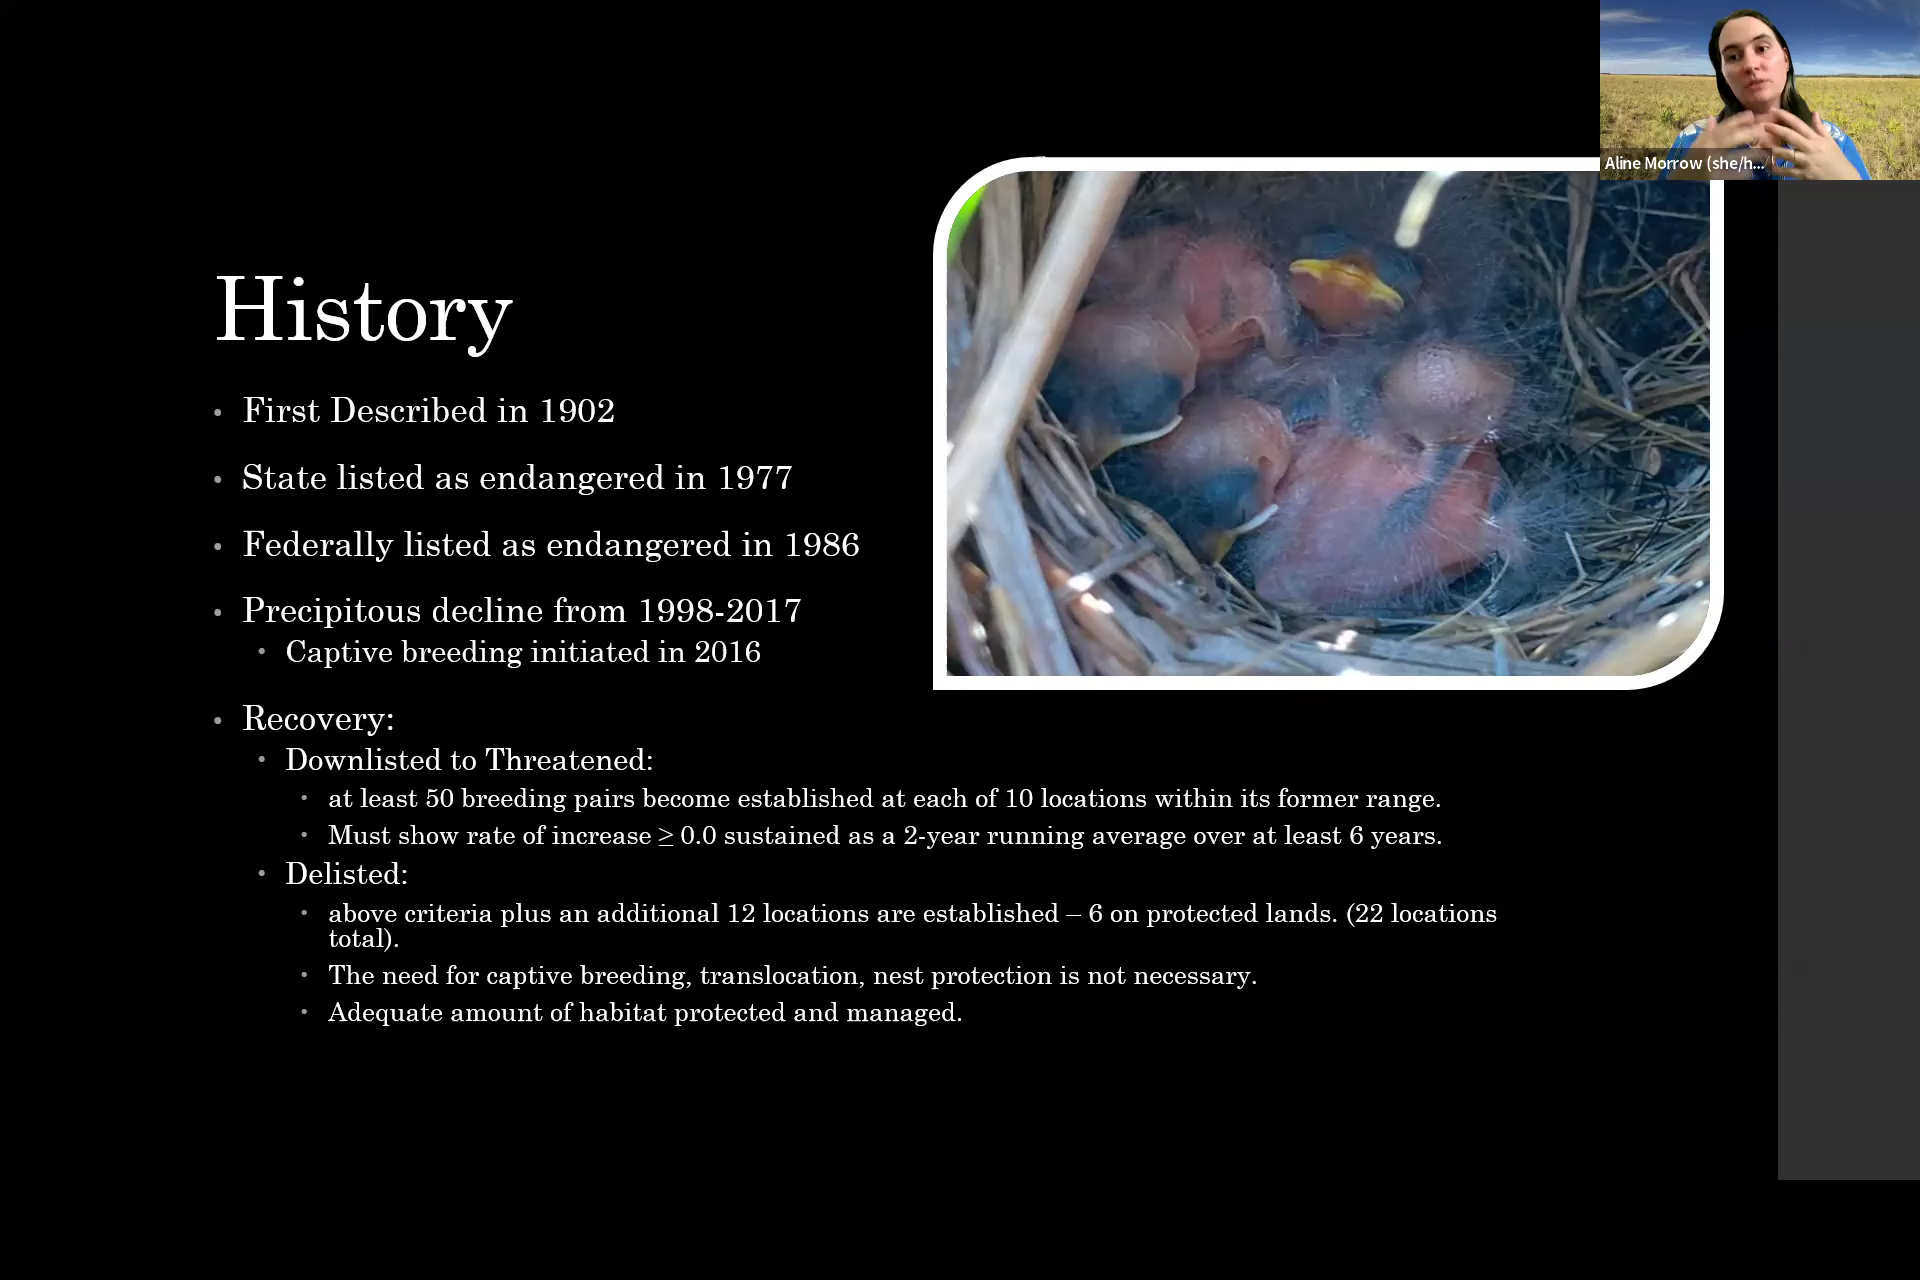 Aline Morrow (she/h...
History
First Described in 1902
State listed as endangered in 1977
Federally listed as endangered in 1986
Precipitous decline from 1998-2017
Captive breeding initiated in 2016
Recovery:
Downlisted to Threatened:
at least 50 breeding pairs become established at each of 10 locations within its former range.
Must show rate of increase ≥ 0.0 sustained as a 2-year running average over at least 6 years.
Delisted:
above criteria plus an additional 12 locations are established – 6 on protected lands. (22 locations
total).
The need for captive breeding, translocation, nest protection is not necessary.
Adequate amount of habitat protected and managed.